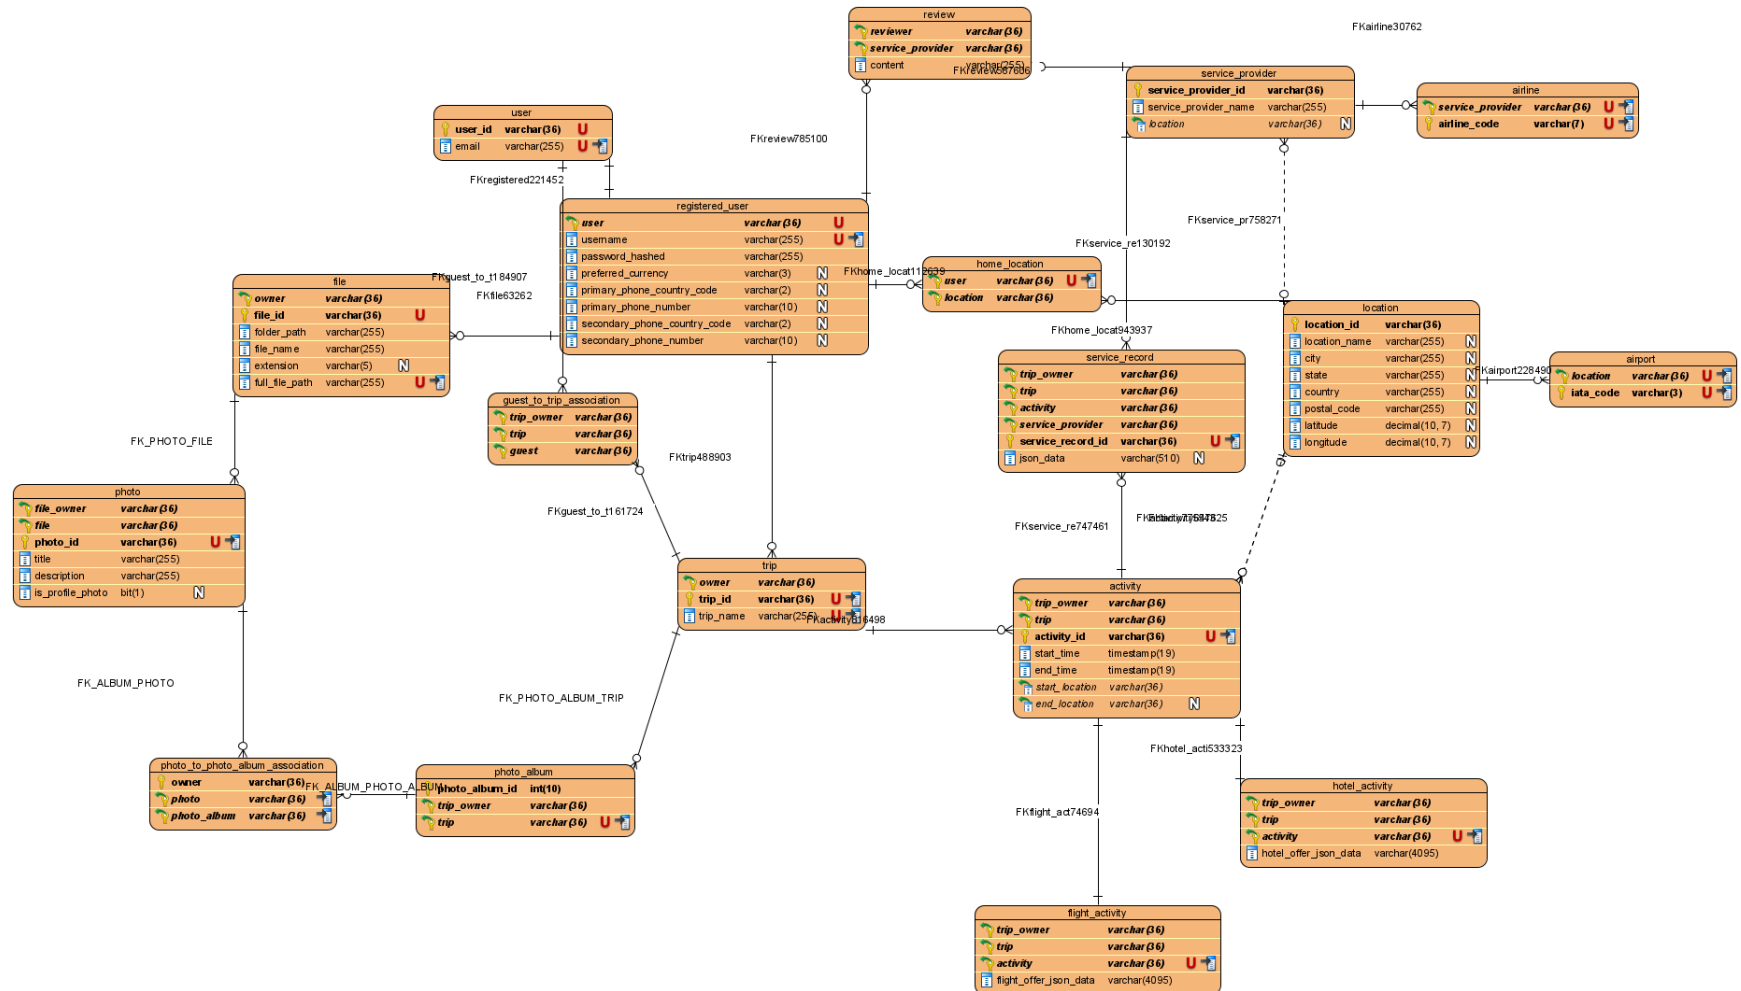 review
reviewer varchar(36)
service_provider varchar(36)
content varchar(255)
FKreview587606
FKairline30762
service_provider
service_provider_id varchar(36)
service_provider_name varchar(255)
location varchar(36) N
airline
service_provider varchar(36) U
airline_code varchar(7) U
user
user_id varchar(36) U
email varchar(255) U
FKreview785100
FKregistered221452
registered_user
user varchar(36) U
username varchar(255) U
password_hashed varchar(255)
preferred_currency varchar(3) N
primary_phone_country_code varchar(2) N
primary_phone_number varchar(10) N
secondary_phone_country_code varchar(2) N
secondary_phone_number varchar(10) N
FKservice_pr758271
FKservice_re130192
FKhome_locat112639
home_location
user varchar(36) U
location varchar(36)
FKguest_to_t184907
FKfile63262
file
owner varchar(36)
file_id varchar(36) U
folder_path varchar(255)
file_name varchar(255)
extension varchar(5) N
full_file_path varchar(255) U
FKhome_locat943937
location
location_id varchar(36)
location_name varchar(255) N
city varchar(255) N
state varchar(255) N
country varchar(255) N
postal_code varchar(255) N
latitude decimal(10, 7) N
longitude decimal(10, 7) N
FKairport228490
airport
location varchar(36) U
iata_code varchar(3) U
service_record
trip_owner varchar(36)
trip varchar(36)
activity varchar(36)
service_provider varchar(36)
service_record_id varchar(36) U
json_data varchar(510) N
guest_to_trip_association
trip_owner varchar(36)
trip varchar(36)
guest varchar(36)
FK_PHOTO_FILE
FKtrip488903
FKguest_to_t161724
FKservice_re747461
photo
file_owner varchar(36)
file varchar(36)
photo_id varchar(36) U
title varchar(255)
description varchar(255)
is_profile_photo bit(1) N
trip
owner varchar(36)
trip_id varchar(36) U
trip_name varchar(255) U
FKactivity816498
activity
trip_owner varchar(36)
trip varchar(36)
activity_id varchar(36) U
start_time timestamp(19)
end_time timestamp(19)
start_location varchar(36)
end_location varchar(36) N
FK_ALBUM_PHOTO
FK_PHOTO_ALBUM_TRIP
FKhotel_acti533323
photo_to_photo_album_association
owner varchar(36)
photo varchar(36)
photo_album varchar(36)
FK_ALBUM_PHOTO_ALBUM
photo_album
photo_album_id int(10)
trip_owner varchar(36)
trip varchar(36) U
FKflight_act74694
hotel_activity
trip_owner varchar(36)
trip varchar(36)
activity varchar(36) U
hotel_offer_json_data varchar(4095)
flight_activity
trip_owner varchar(36)
trip varchar(36)
activity varchar(36) U
flight_offer_json_data varchar(4095)